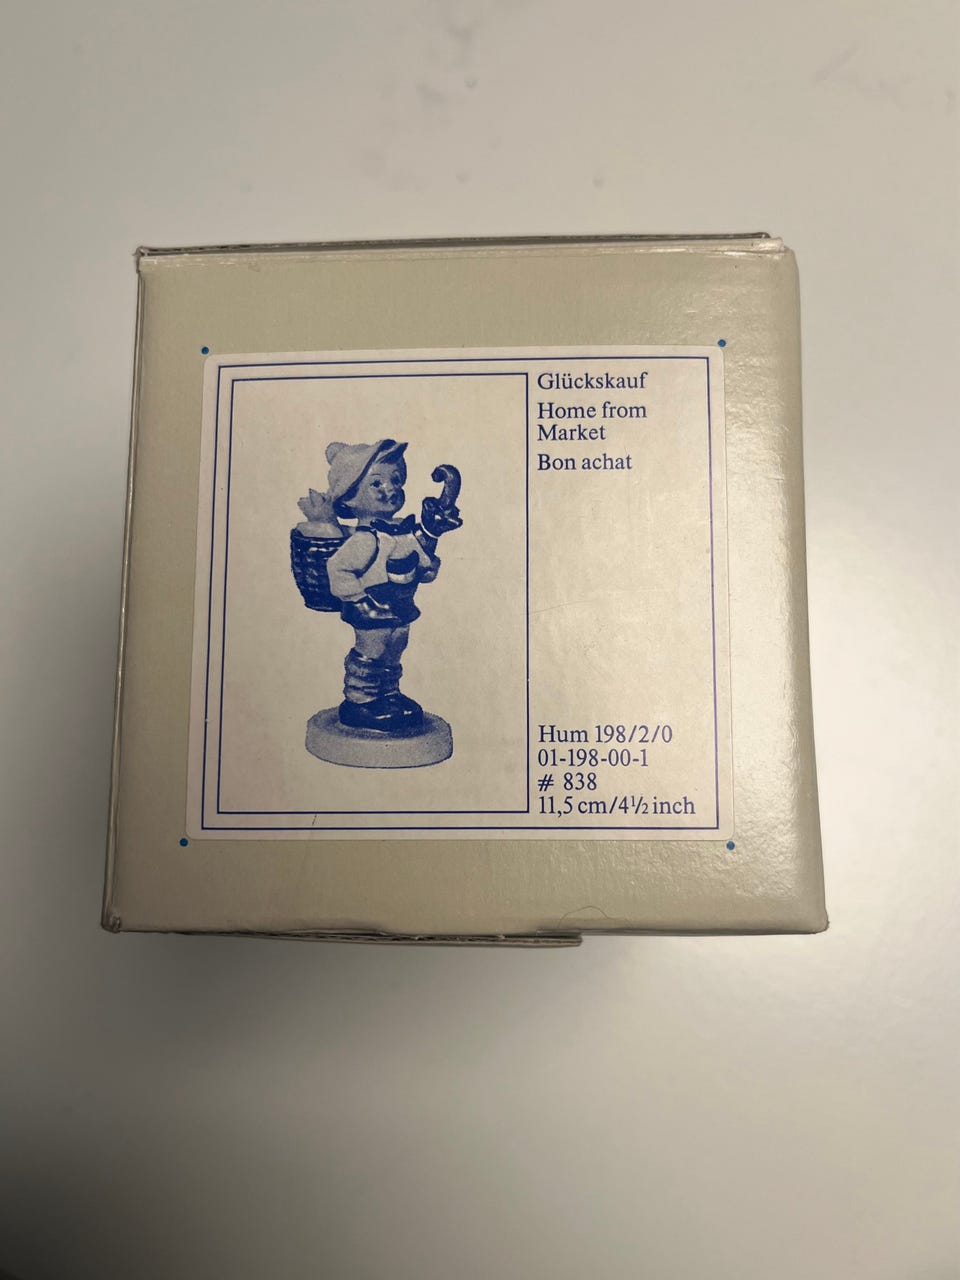 Glückskauf
Home from
Market
Bon achat
Hum 198/2/0
01-198-00-1
# 838
11,5 cm/4½ inch